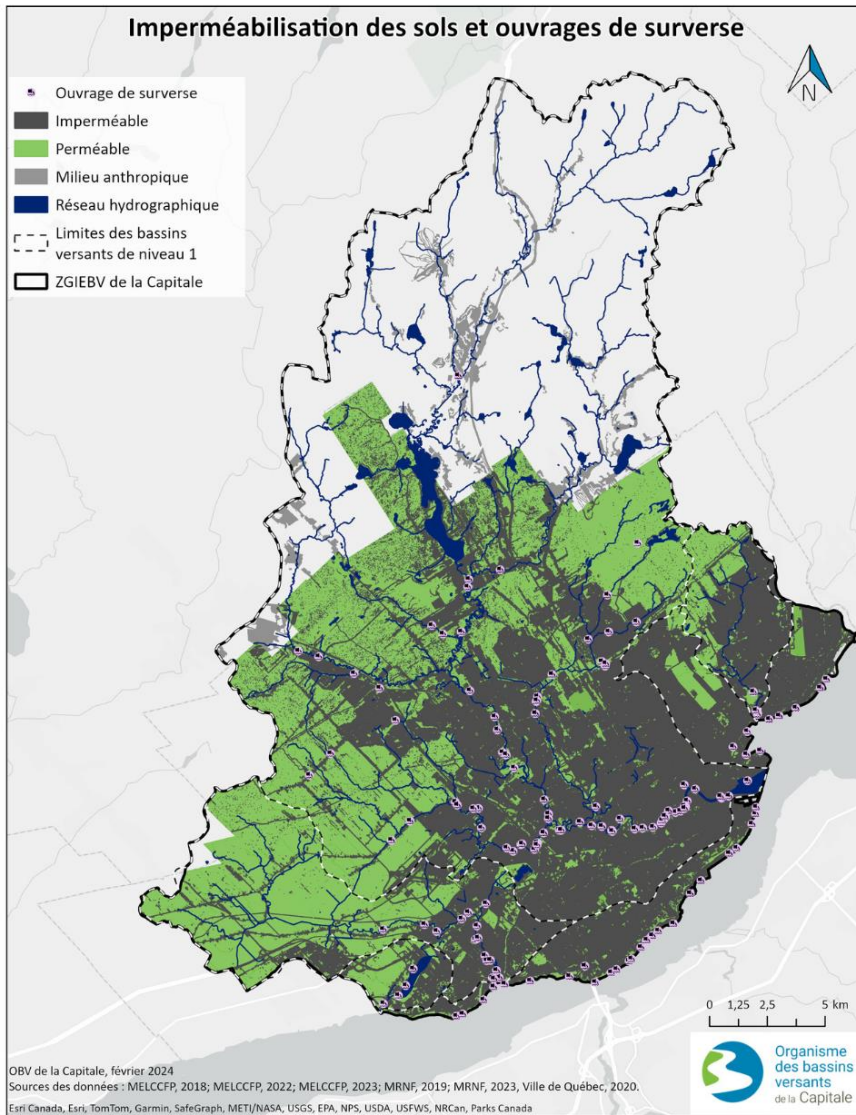 Imperméabilisation des sols et ouvrages de surverse
N
Ouvrage de surverse
Imperméable
Perméable
Milieu anthropique
Réseau hydrographique
Limites des bassins
versants de niveau 1
ZGIEBV de la Capitale
0 1,25 2,5 5 km
OBV de la Capitale, février 2024
Sources des données : MELCCFP, 2018; MELCCFP, 2022; MELCCFP, 2023; MRNF, 2019; MRNF, 2023, Ville de Québec, 2020.
Esri Canada, Esri, TomTom, Garmin, SafeGraph, METI/NASA, USGS, EPA, NPS, USDA, USFWS, NRCan, Parks Canada
Organisme
des bassins
versants
de la Capitale